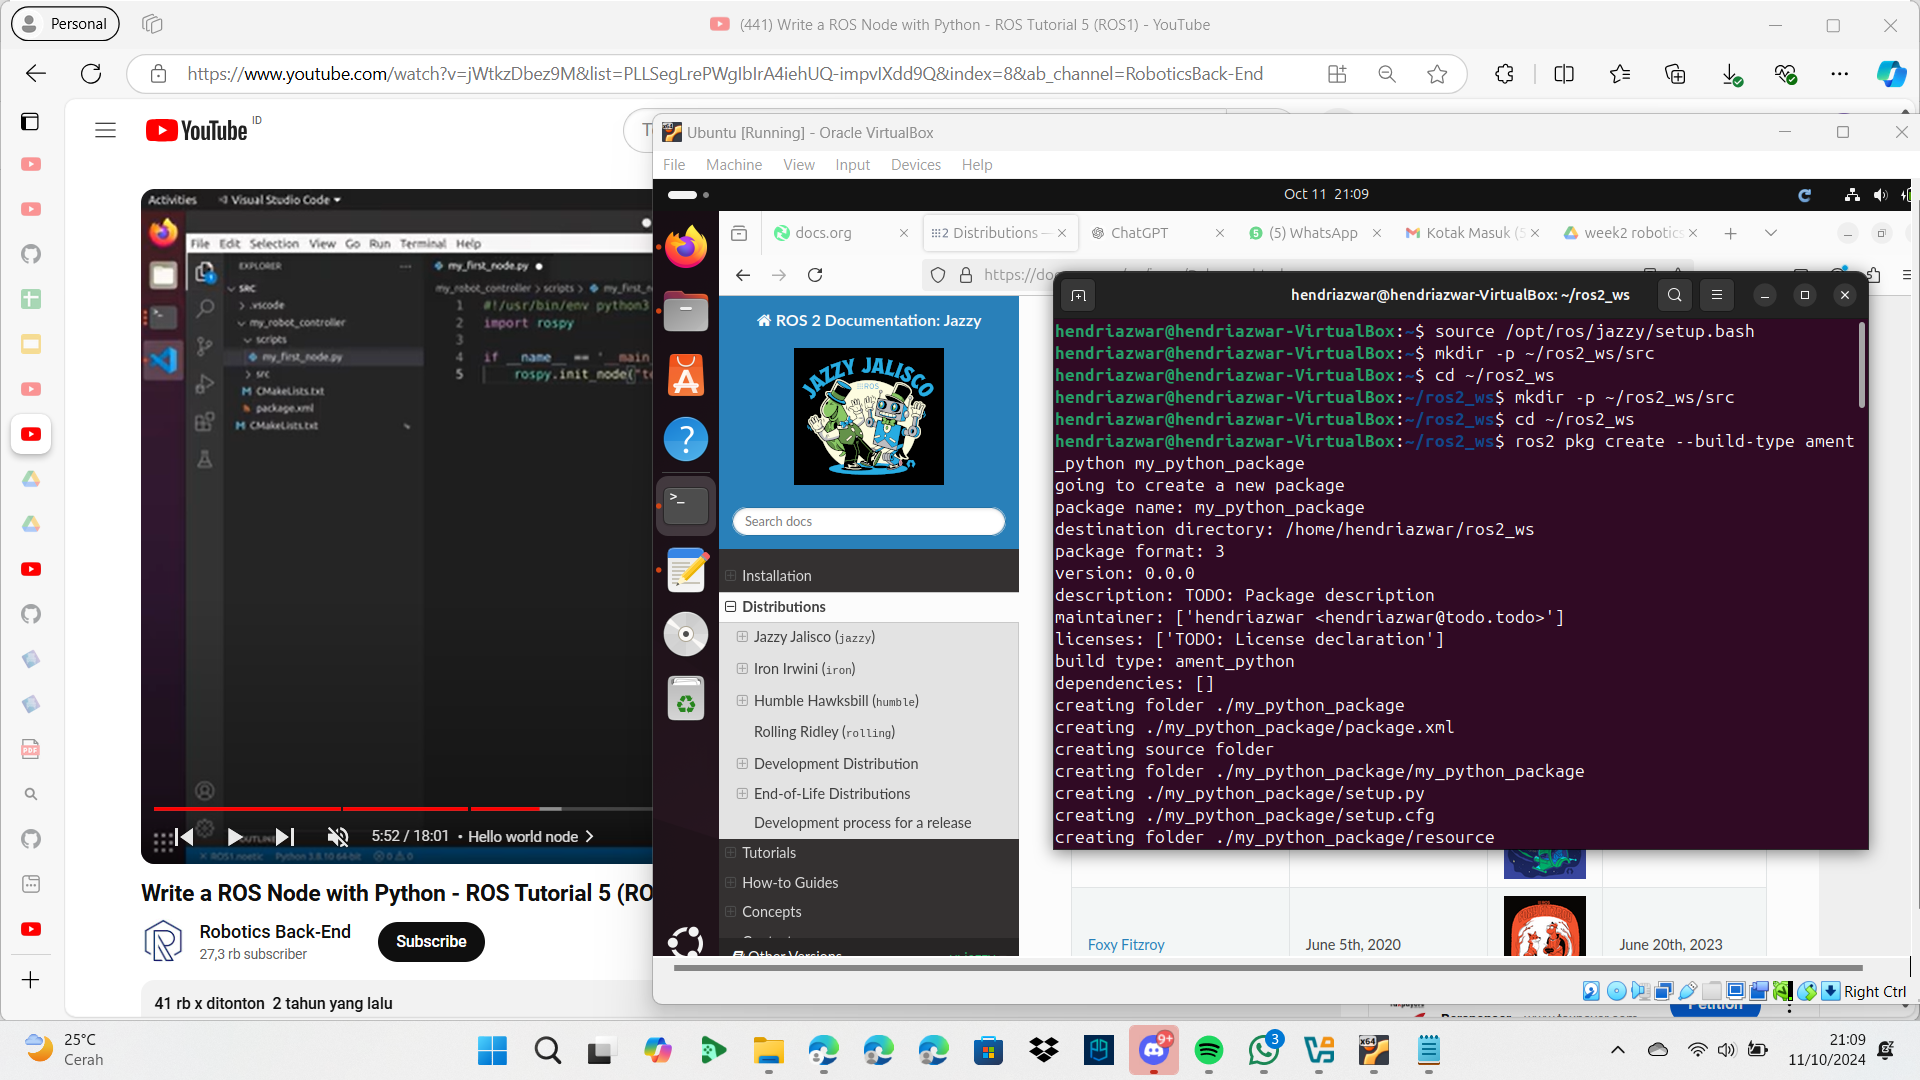 Personal
(441) Write a ROS Node with Python - ROS Tutorial 5 (ROS1) - YouTube
https://www.youtube.com/watch?v=jWtkzDbez9M&list=PLLSegLrePWgIbIrA4iehUQ-impvIXdd9Q&index=8&ab_channel=RoboticsBack-End
YouTube ID
Ubuntu [Running] - Oracle VirtualBox
File Machine View Input Devices Help
Oct 11 21:09
Activities Visual Studio Code
File Edit Selection View Go Run Terminal Help
EXPLORER
my_first_node.py
SRC
.vscode
my_robot_controller
scripts
my_first_node.py
src
CMakeLists.txt
package.xml
CMakeLists.txt
my_robot_controller > scripts >
1 #!/usr/bin/env python3
2 import rospy
3
4 if __name__ == '__main
5 rospy.init_node("te
5:52 / 18:01 • Hello world node
Write a ROS Node with Python - ROS Tutorial 5 (RO
Robotics Back-End
27,3 rb subscriber
Subscribe
41 rb x ditonton 2 tahun yang lalu
docs.org
Distributions —
ChatGPT
(5) WhatsApp
Kotak Masuk (5
week2 robotics
ROS 2 Documentation: Jazzy
JAZZY JALISCO
ROS
Search docs
Installation
Distributions
Jazzy Jalisco (jazzy)
Iron Irwini (iron)
Humble Hawksbill (humble)
Rolling Ridley (rolling)
Development Distribution
End-of-Life Distributions
Development process for a release
Tutorials
How-to Guides
Concepts
Other Versions
hendriazwar@hendriazwar-VirtualBox: ~/ros2_ws
hendriazwar@hendriazwar-VirtualBox:~$ source /opt/ros/jazzy/setup.bash
hendriazwar@hendriazwar-VirtualBox:~$ mkdir -p ~/ros2_ws/src
hendriazwar@hendriazwar-VirtualBox:~$ cd ~/ros2_ws
hendriazwar@hendriazwar-VirtualBox:~/ros2_ws$ mkdir -p ~/ros2_ws/src
hendriazwar@hendriazwar-VirtualBox:~/ros2_ws$ cd ~/ros2_ws
hendriazwar@hendriazwar-VirtualBox:~/ros2_ws$ ros2 pkg create --build-type ament
_python my_python_package
going to create a new package
package name: my_python_package
destination directory: /home/hendriazwar/ros2_ws
package format: 3
version: 0.0.0
description: TODO: Package description
maintainer: ['hendriazwar <hendriazwar@todo.todo>']
licenses: ['TODO: License declaration']
build type: ament_python
dependencies: []
creating folder ./my_python_package
creating ./my_python_package/package.xml
creating source folder
creating folder ./my_python_package/my_python_package
creating ./my_python_package/setup.py
creating ./my_python_package/setup.cfg
creating folder ./my_python_package/resource
Foxy Fitzroy
June 5th, 2020
June 20th, 2023
Right Ctrl
25°C
Cerah
9+
3
21:09
11/10/2024